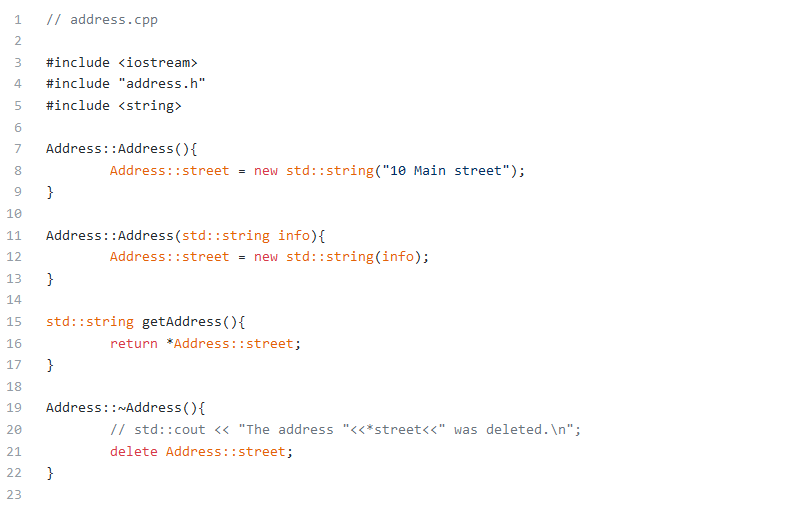 1 // address.cpp
2
3 #include <iostream>
4 #include "address.h"
5 #include <string>
6
7 Address::Address(){
8 Address::street = new std::string("10 Main street");
9 }
10
11 Address::Address(std::string info){
12 Address::street = new std::string(info);
13 }
14
15 std::string getAddress(){
16 return *Address::street;
17 }
18
19 Address::~Address(){
20 // std::cout << "The address "<<*street<<" was deleted.\n";
21 delete Address::street;
22 }
23